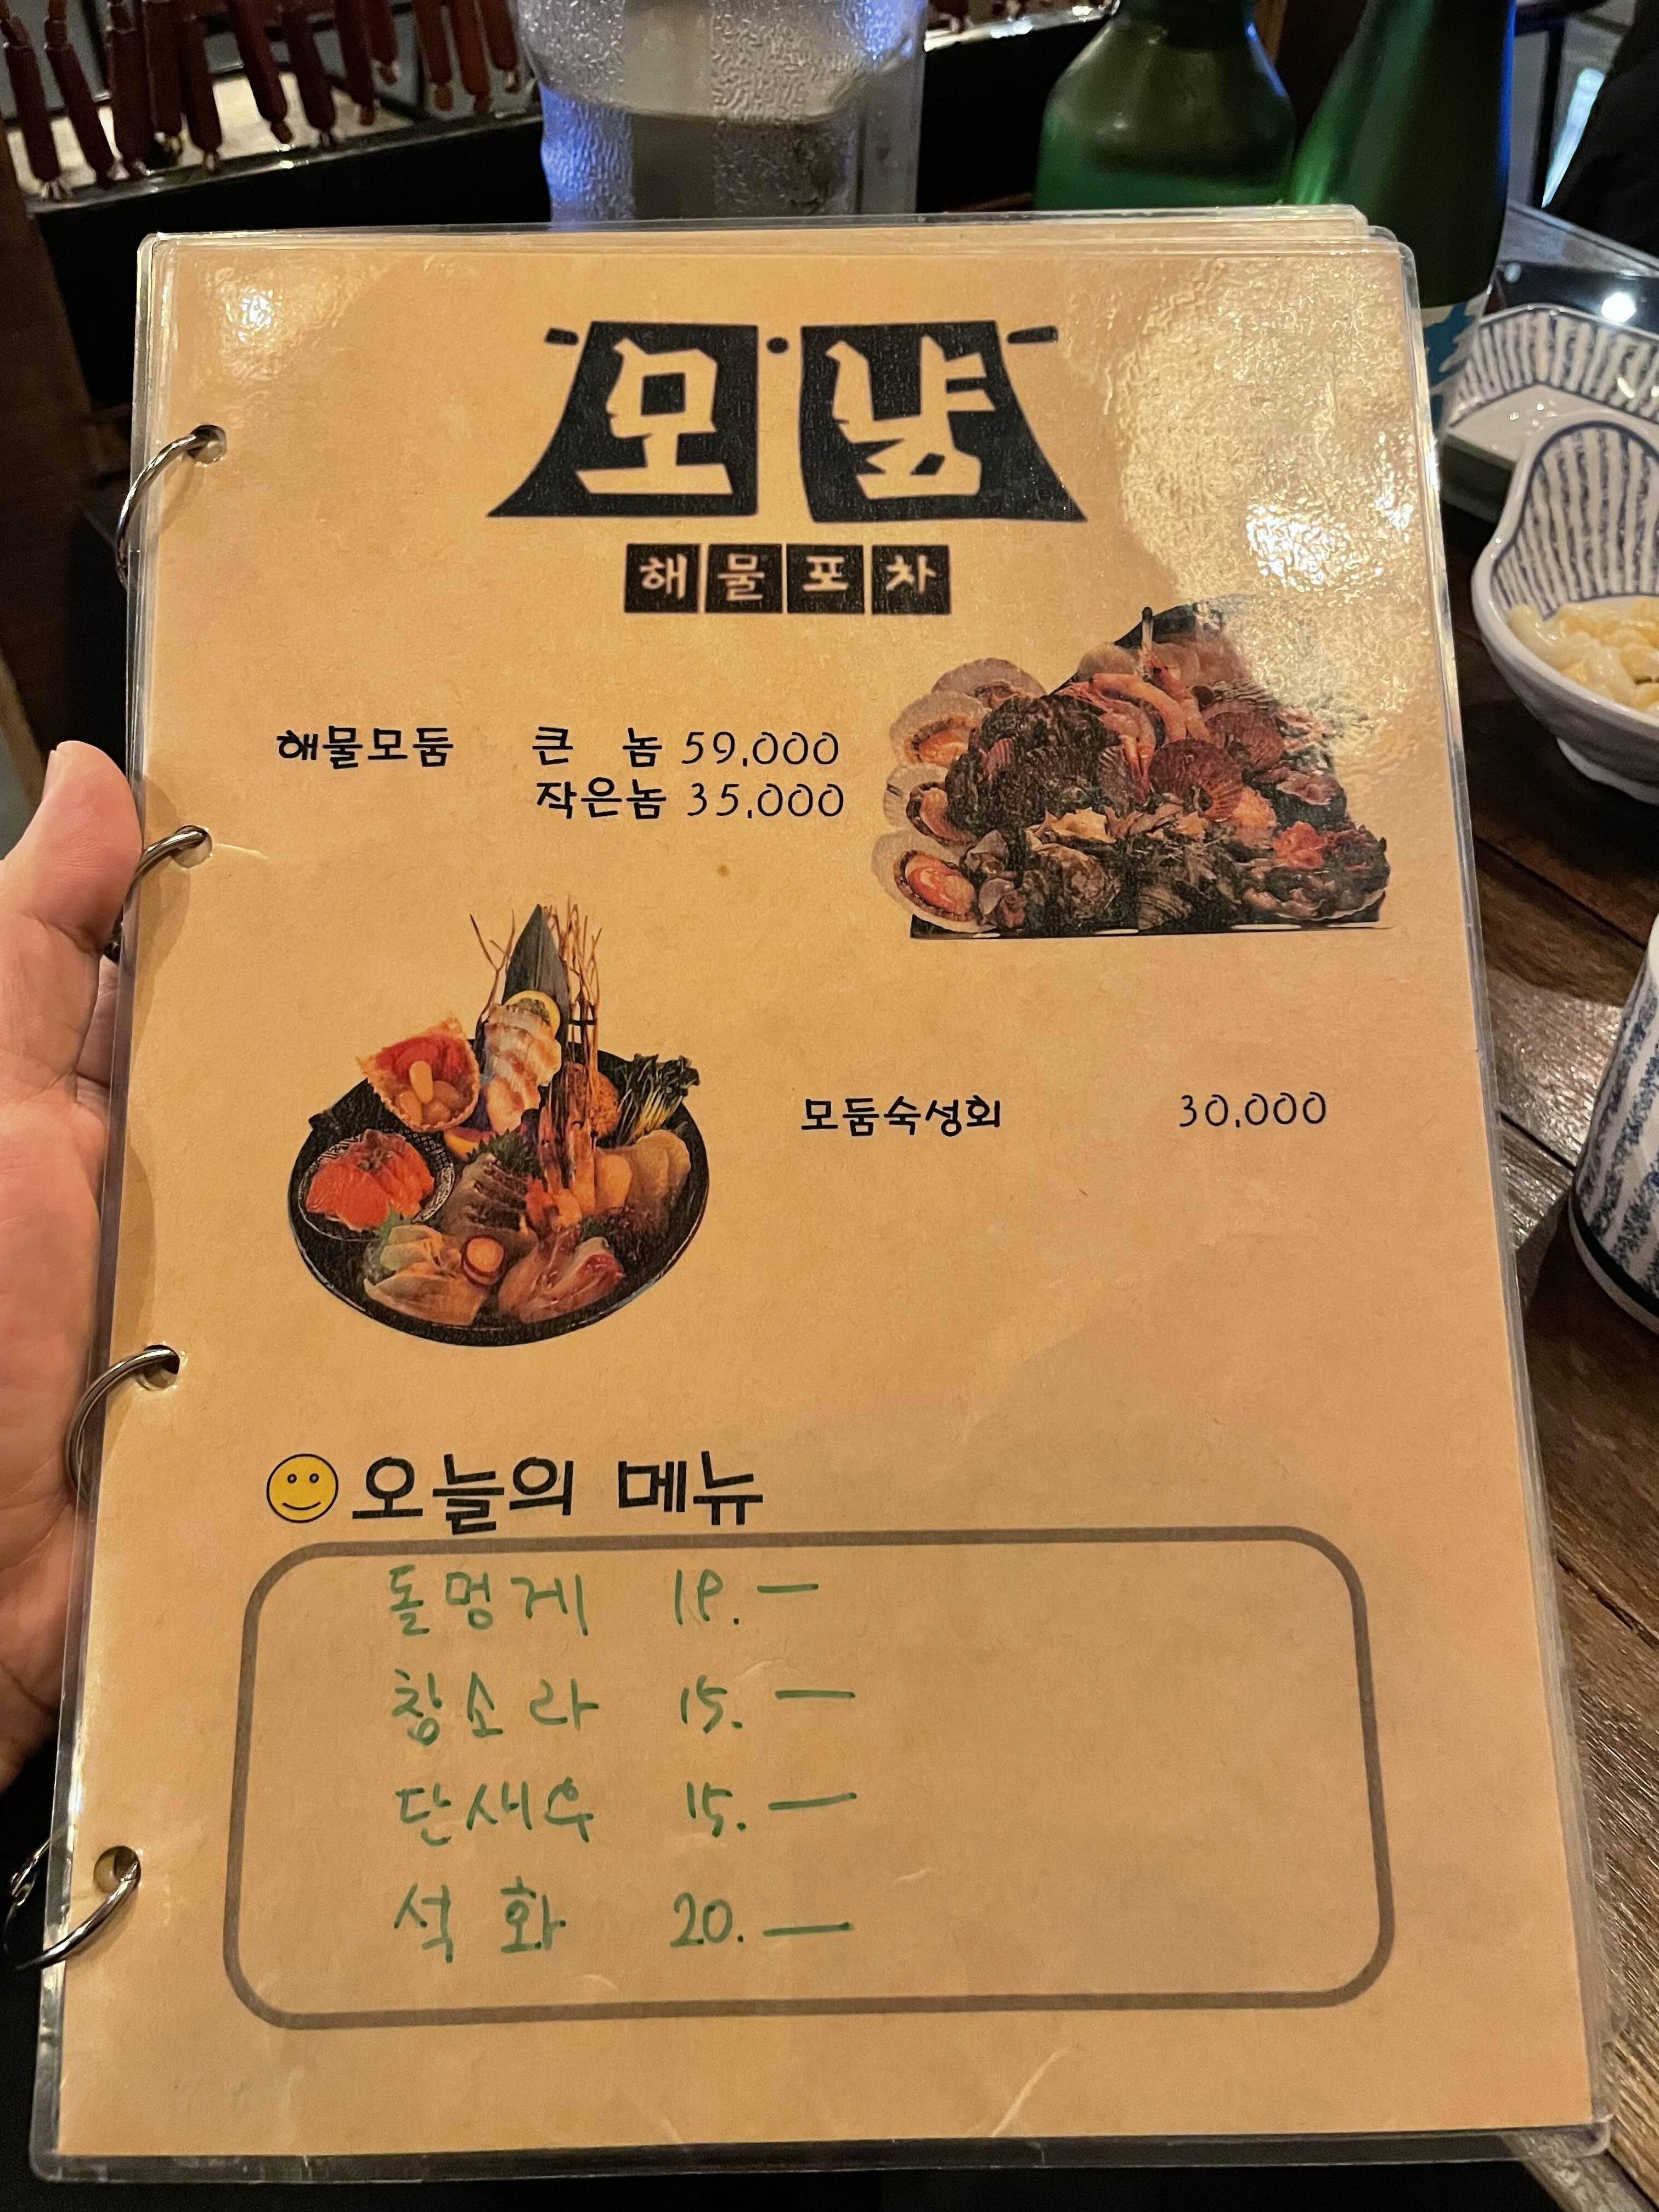 모냠
해물포차
해물모둠 큰 놈 59,000
작은놈 35,000
모둠숙성회 30,000
오늘의 메뉴
돌멍게 19.—
참소라 15.—
단새우 15.—
석화 20.—